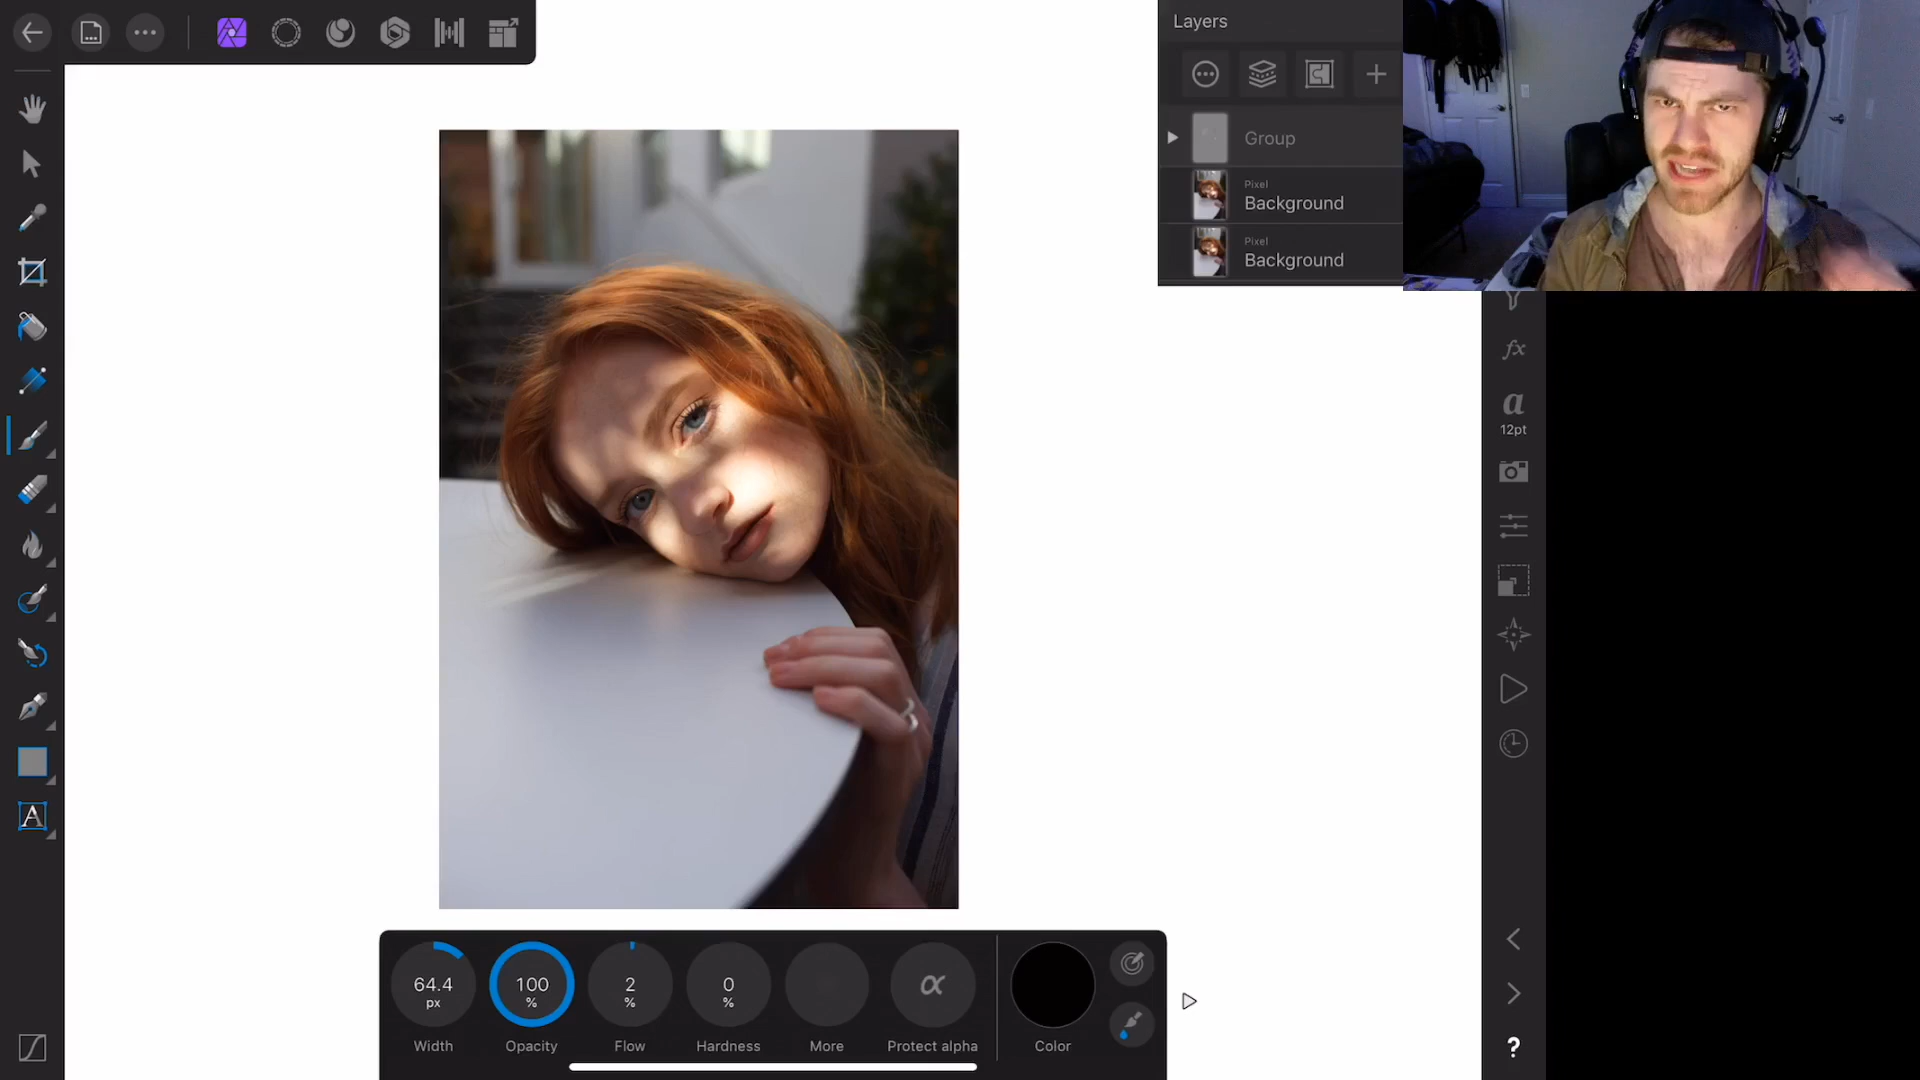 Layers
Group
Pixel
Background
Pixel
Background
fx
a
12pt
A
64.4
px
100
%
2
%
0
%
α
Width
Opacity
Flow
Hardness
More
Protect alpha
Color
?